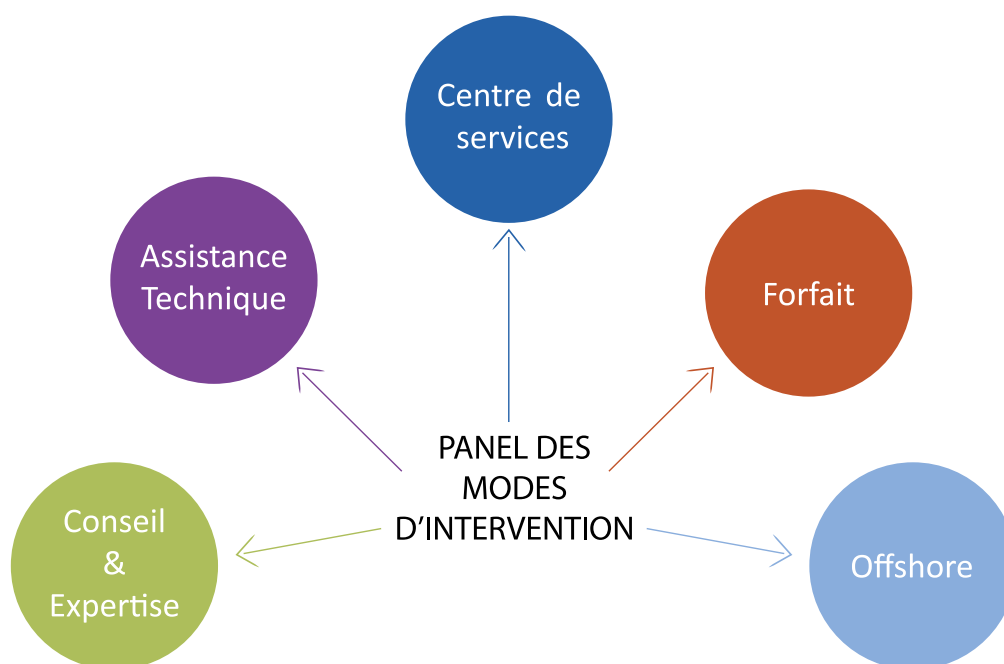 Centre de
services
Assistance
Technique
Forfait
PANEL DES
MODES
D'INTERVENTION
Conseil
&
Expertise
Offshore